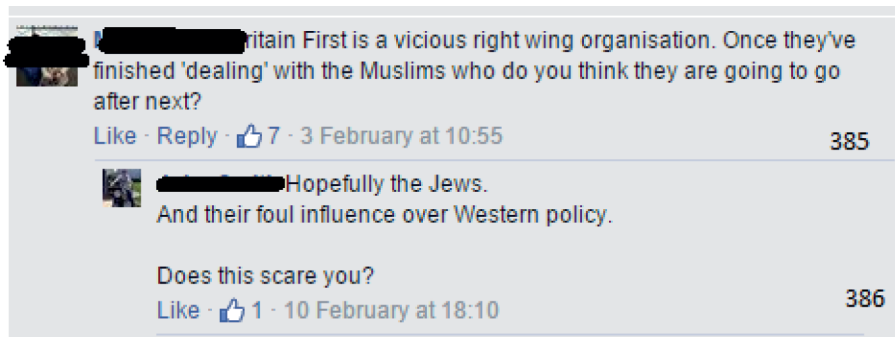 ritain First is a vicious right wing organisation. Once they've
finished 'dealing' with the Muslims who do you think they are going to go
after next?
Like · Reply · 7 · 3 February at 10:55
385
Hopefully the Jews.
And their foul influence over Western policy.
Does this scare you?
Like · 1 · 10 February at 18:10
386